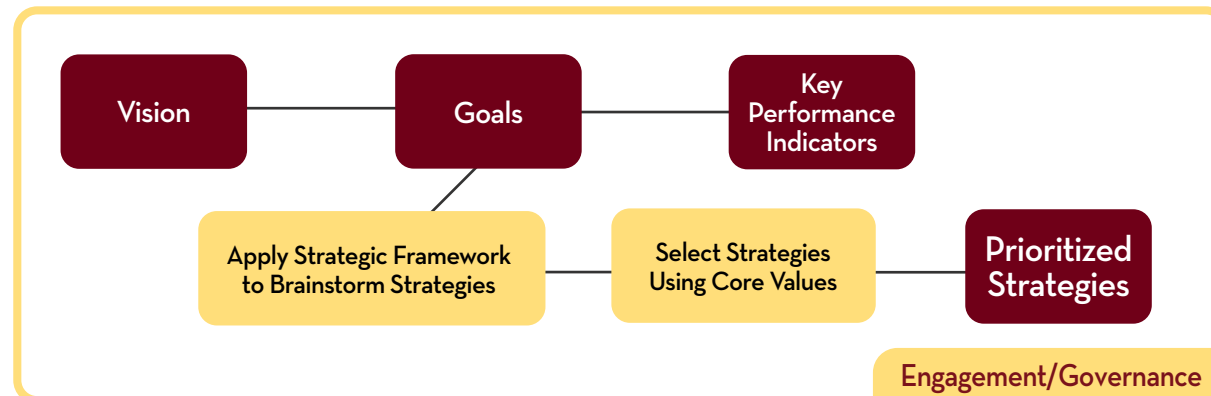 Vision
Goals
Key
Performance
Indicators
Apply Strategic Framework
to Brainstorm Strategies
Select Strategies
Using Core Values
Prioritized
Strategies
Engagement/Governance